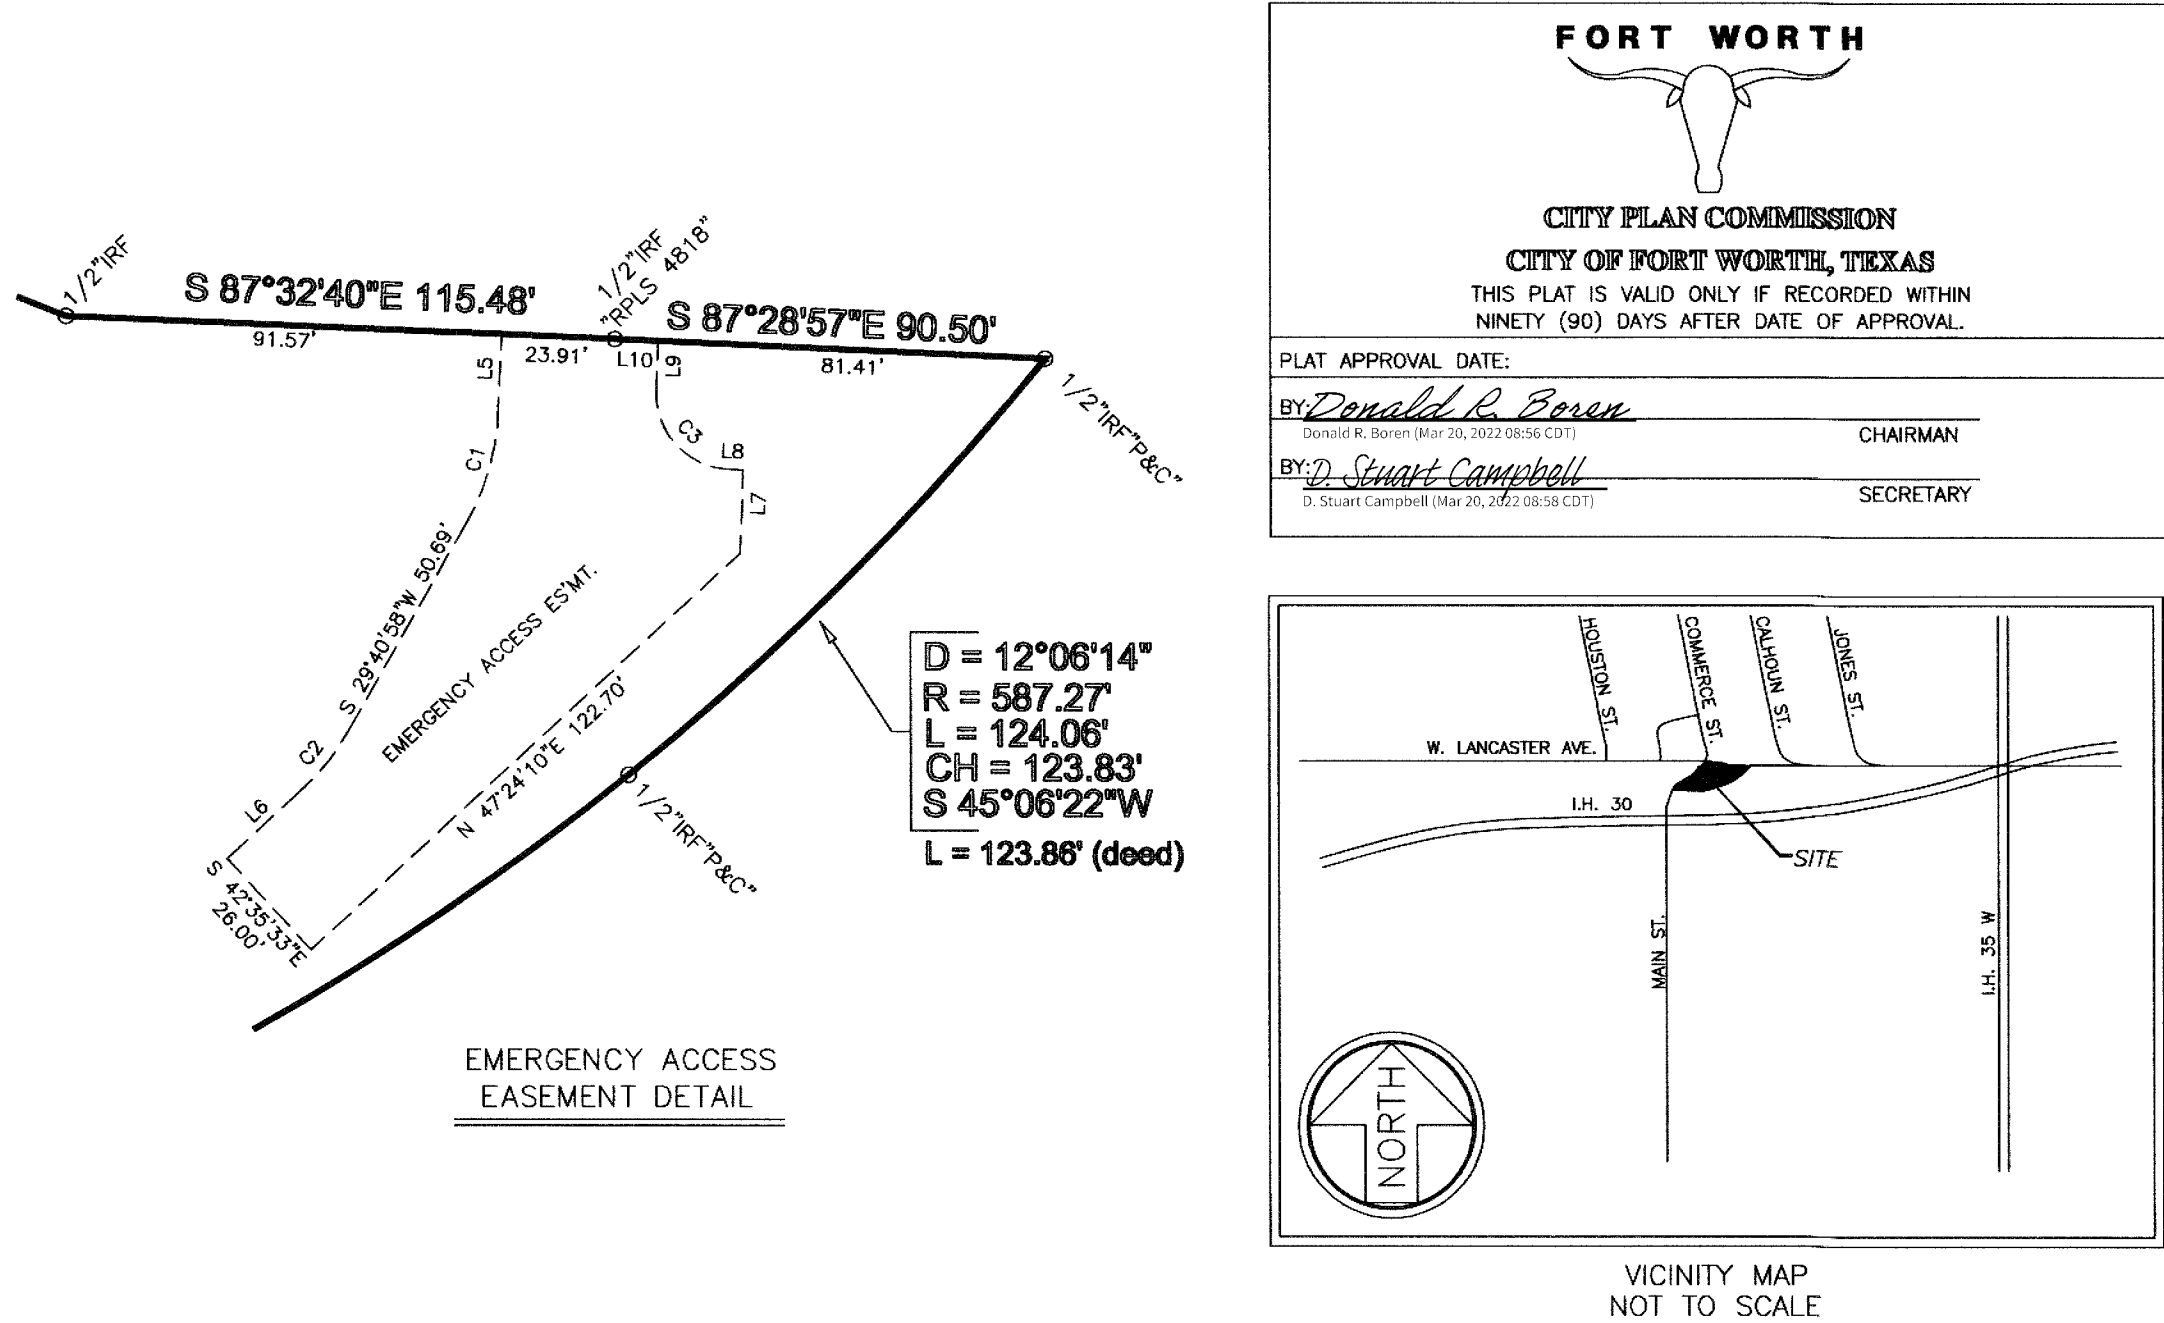 1/2"IRF
S 87°32'40"E 115.48'
91.57'
1/2"IRF
"RPLS 4818"
S 87°28'57"E 90.50'
L5
23.91'
L10
L9
81.41'
1/2"IRF"P&C"
C1
C3
L8
L7
S 29°40'58"W 50.69'
EMERGENCY ACCESS ES'MT.
C2
L6
N 47°24'10"E 122.70'
S 42°35'33"E
26.00'
1/2"IRF"P&C"
D = 12°06'14"
R = 587.27'
L = 124.06'
CH = 123.83'
S 45°06'22"W
L = 123.86' (deed)
EMERGENCY ACCESS
EASEMENT DETAIL
FORT WORTH
CITY PLAN COMMISSION
CITY OF FORT WORTH, TEXAS
THIS PLAT IS VALID ONLY IF RECORDED WITHIN
NINETY (90) DAYS AFTER DATE OF APPROVAL.
PLAT APPROVAL DATE:
BY: Donald R. Boren
Donald R. Boren (Mar 20, 2022 08:56 CDT)
CHAIRMAN
BY: D. Stuart Campbell
D. Stuart Campbell (Mar 20, 2022 08:58 CDT)
SECRETARY
HOUSTON ST.
COMMERCE ST.
CALHOUN ST.
JONES ST.
W. LANCASTER AVE.
I.H. 30
SITE
MAIN ST.
I.H. 35 W
NORTH
VICINITY MAP
NOT TO SCALE